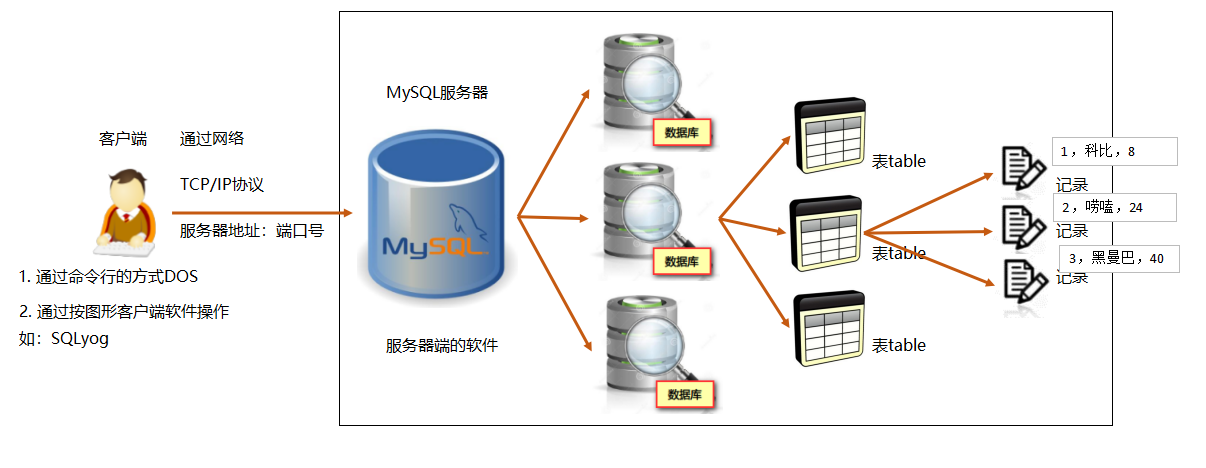 客户端
通过网络
TCP/IP协议
服务器地址：端口号
1. 通过命令行的方式DOS
2. 通过按图形客户端软件操作
如：SQLyog
MySQL服务器
MySQL
服务器端的软件
数据库
数据库
数据库
表table
表table
表table
1，科比，8
记录
2，唠嗑，24
记录
3，黑曼巴，40
记录